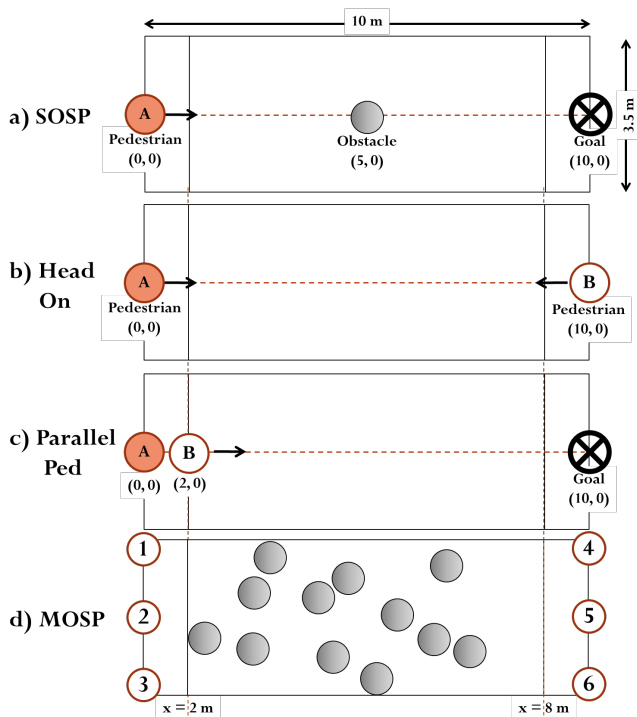 10 m
3.5 m
a) SOSP
A
Pedestrian
(0, 0)
Obstacle
(5, 0)
Goal
(10, 0)
b) Head
On
A
Pedestrian
(0, 0)
B
Pedestrian
(10, 0)
c) Parallel
Ped
A
(0, 0)
B
(2, 0)
Goal
(10, 0)
d) MOSP
1
2
3
4
5
6
x = 2 m
x = 8 m